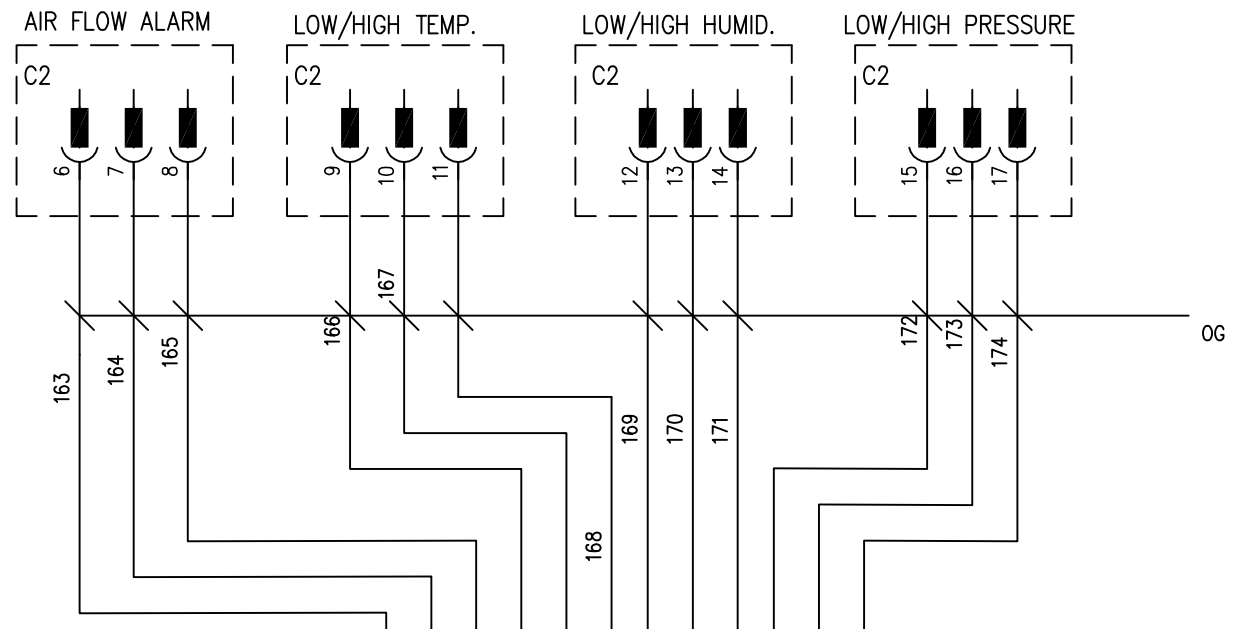 AIR FLOW ALARM
LOW/HIGH TEMP.
LOW/HIGH HUMID.
LOW/HIGH PRESSURE
C2
C2
C2
C2
6
7
8
9
10
11
12
13
14
15
16
17
167
OG
163
164
165
166
172
173
174
169
170
171
168